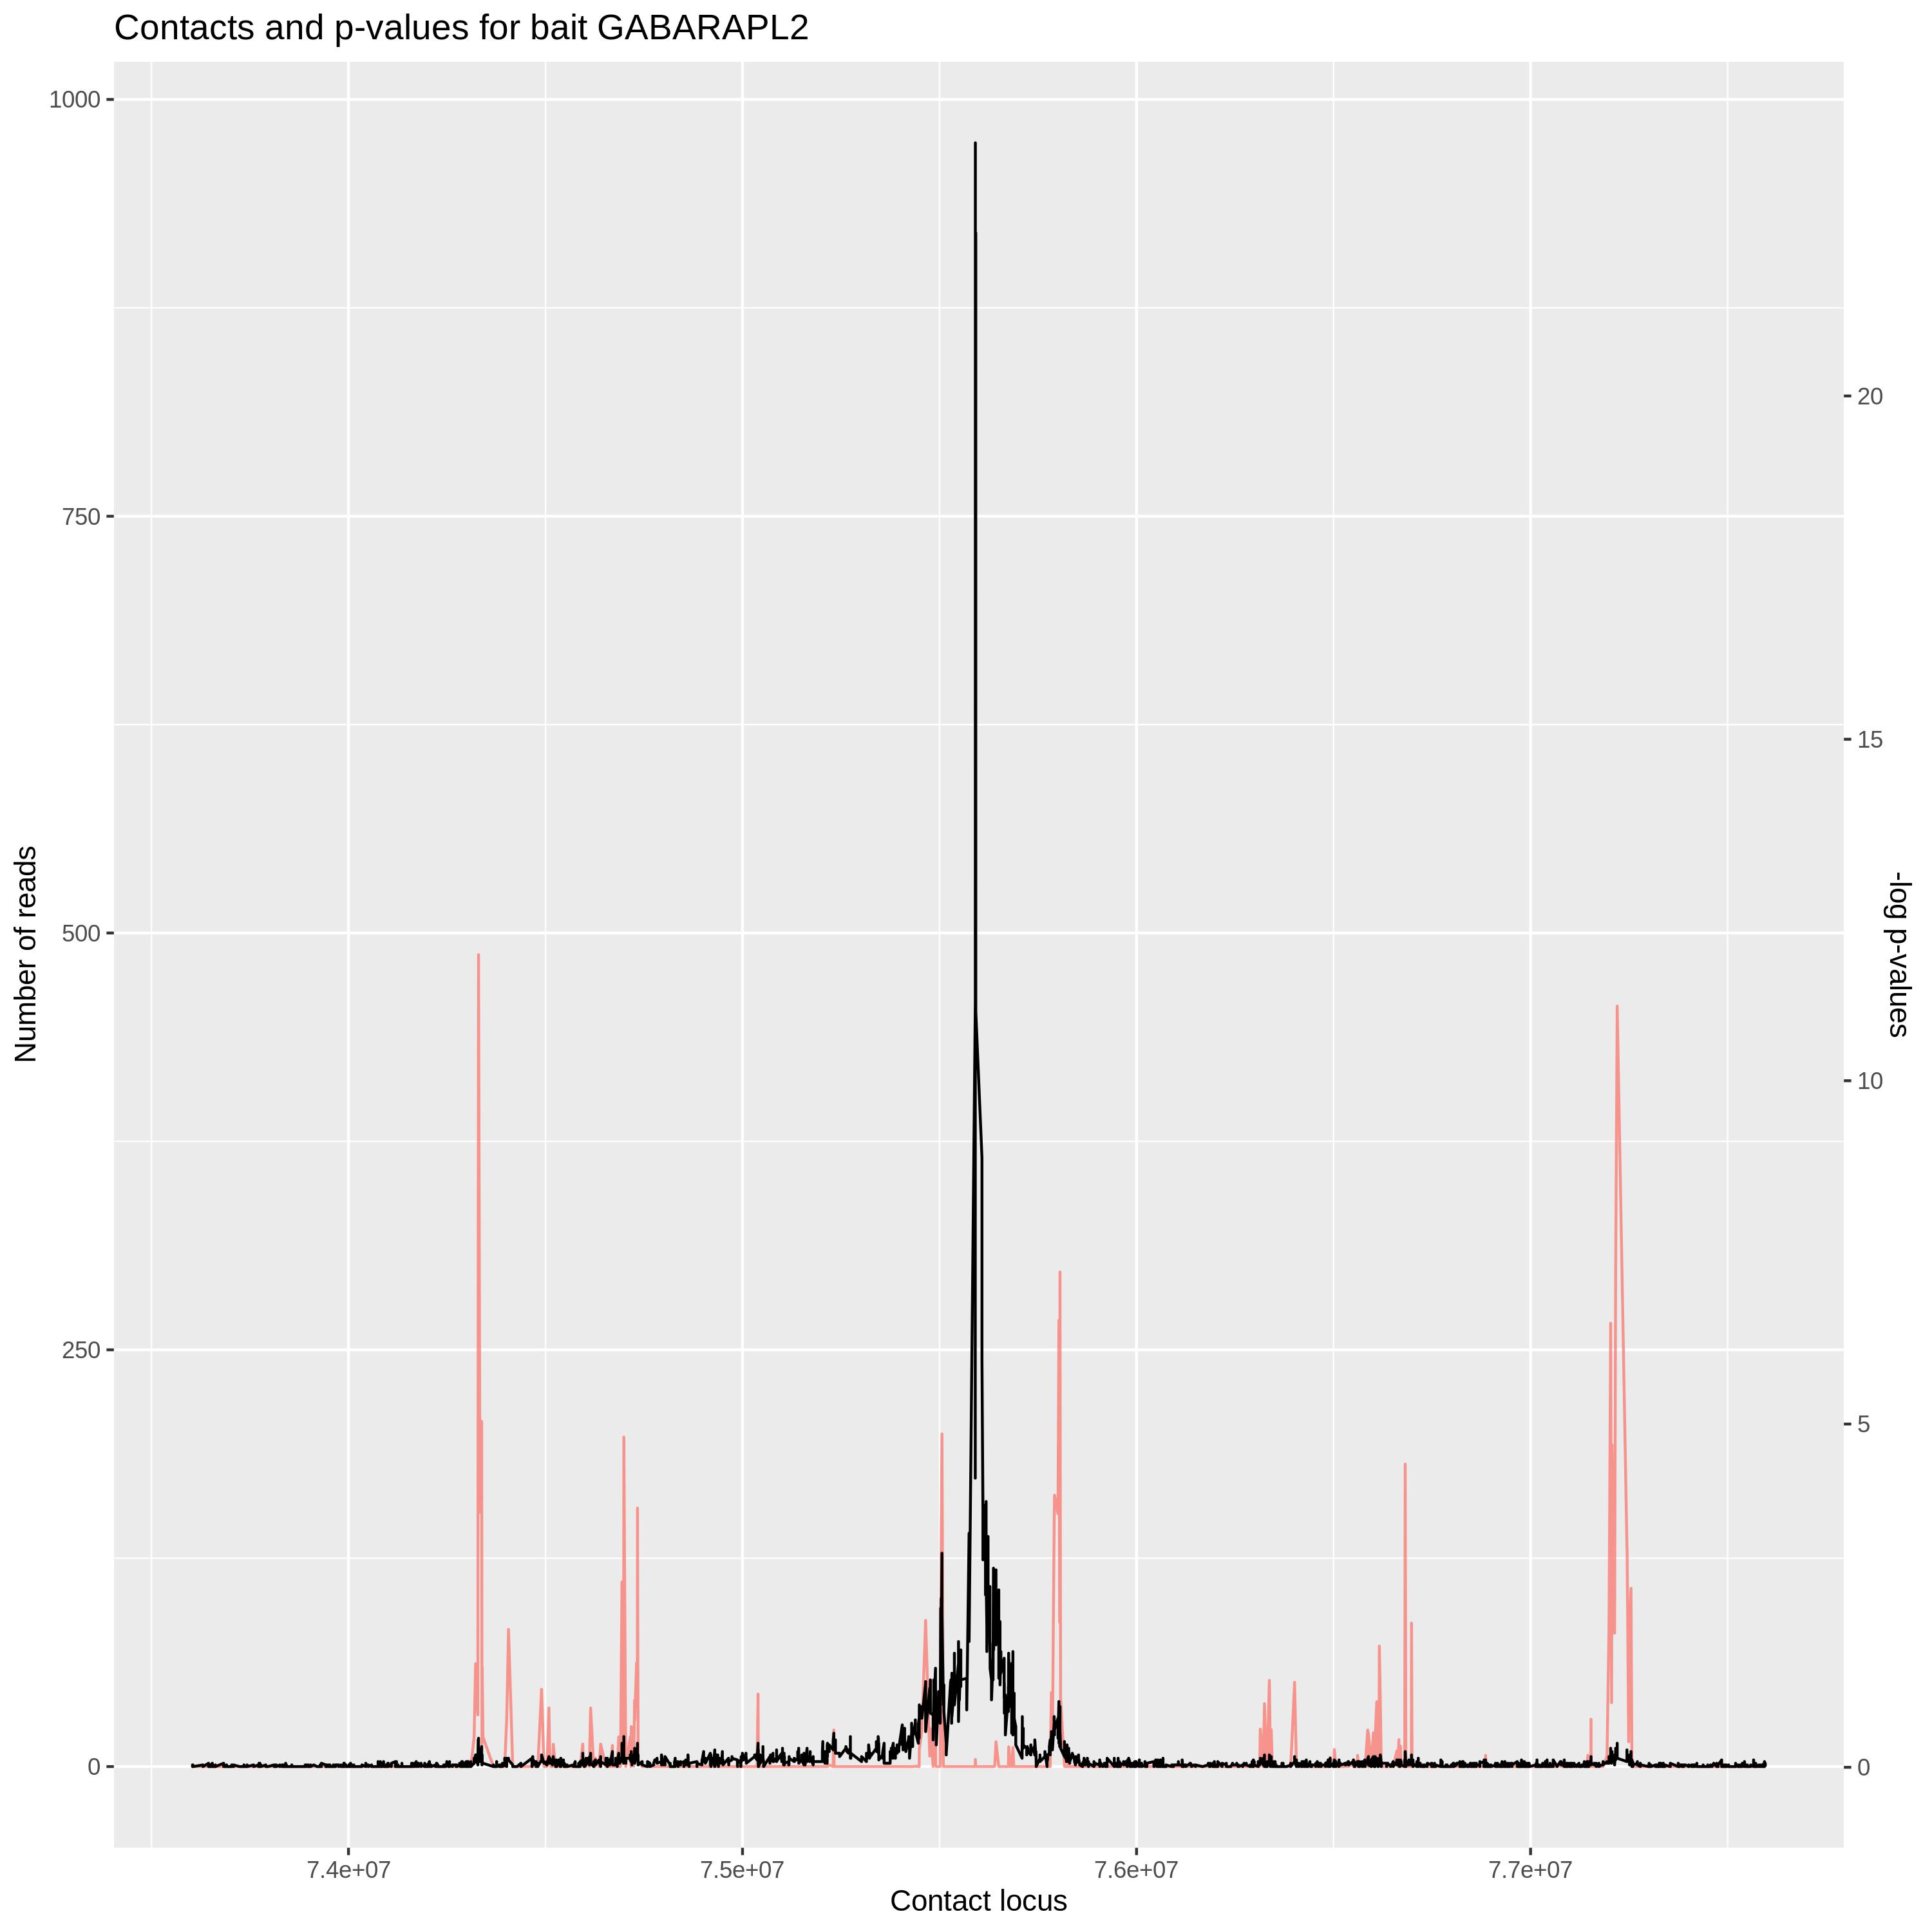 Contacts and p-values for bait GABARAPL2
1000
750
500
250
0
Number of reads
20
15
10
5
0
-log p-values
7.4e+07
7.5e+07
7.6e+07
7.7e+07
Contact locus